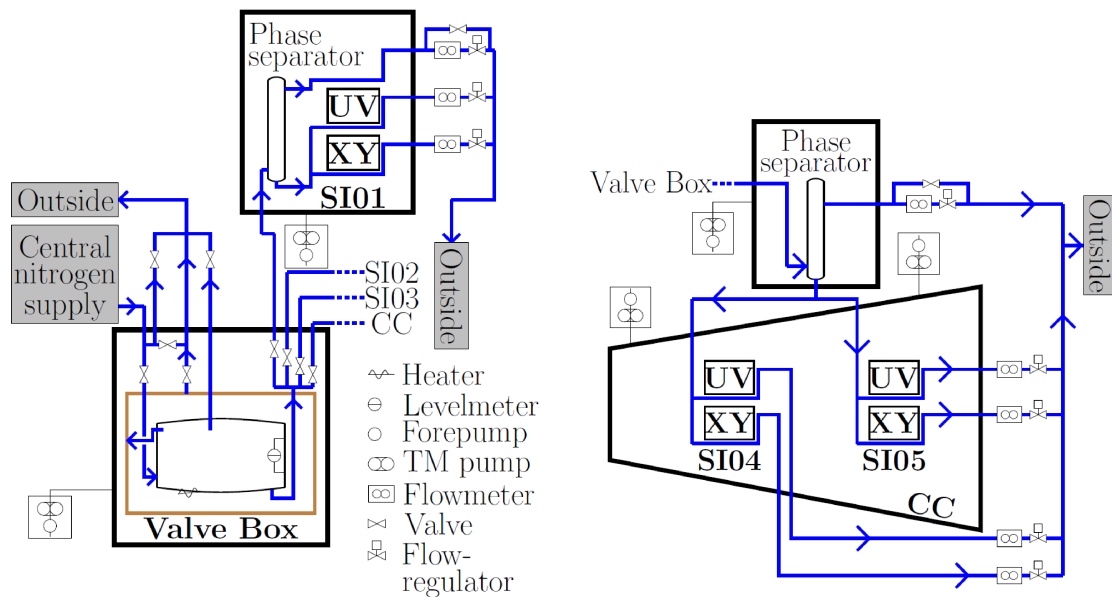 Phase
separator
UV
XY
SI01
Outside
Central
nitrogen
supply
SI02
SI03
CC
Outside
Heater
Levelmeter
Forepump
TM pump
Flowmeter
Valve
Flow-
regulator
Valve Box
Phase
separator
Valve Box
Outside
UV
XY
SI04
UV
XY
SI05
CC